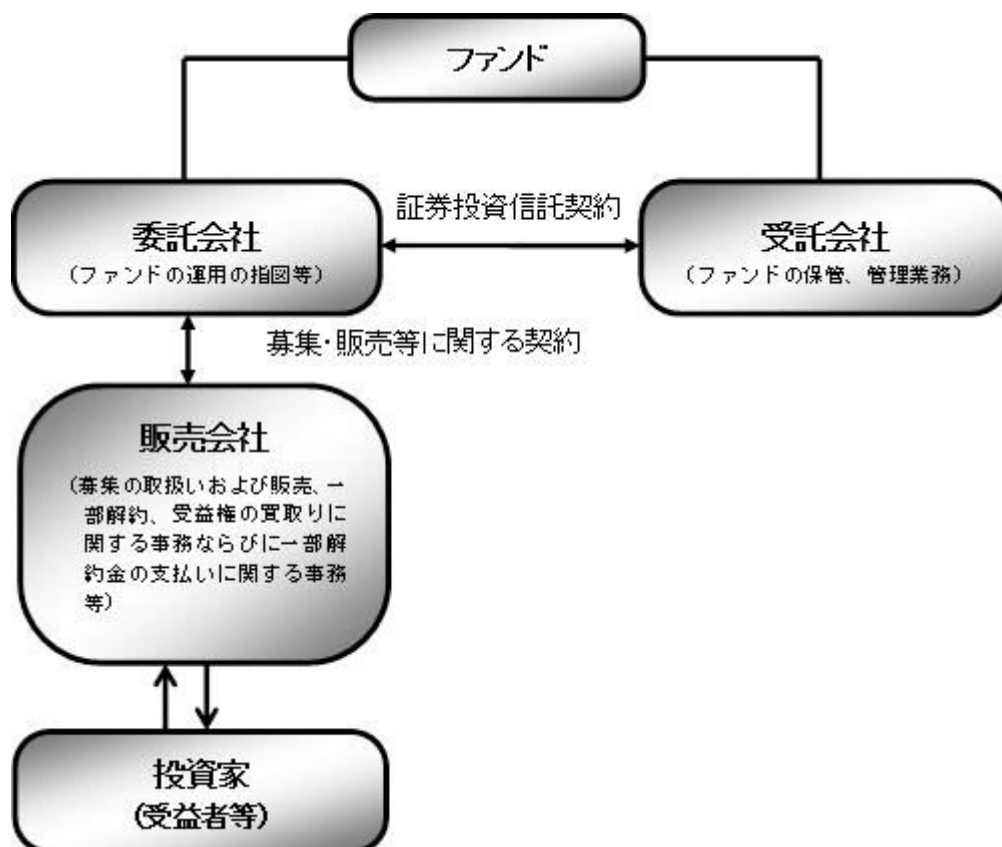 ファンド
証券投資信託契約
委託会社
(ファンドの運用の指図等)
受託会社
(ファンドの保管、管理業務)
募集・販売等に関する契約
販売会社
(募集の取扱いおよび販売、一
部解約、受益権の買取りに
関する事務ならびに一部解
約金の支払いに関する事務
等)
投資家
(受益者等)